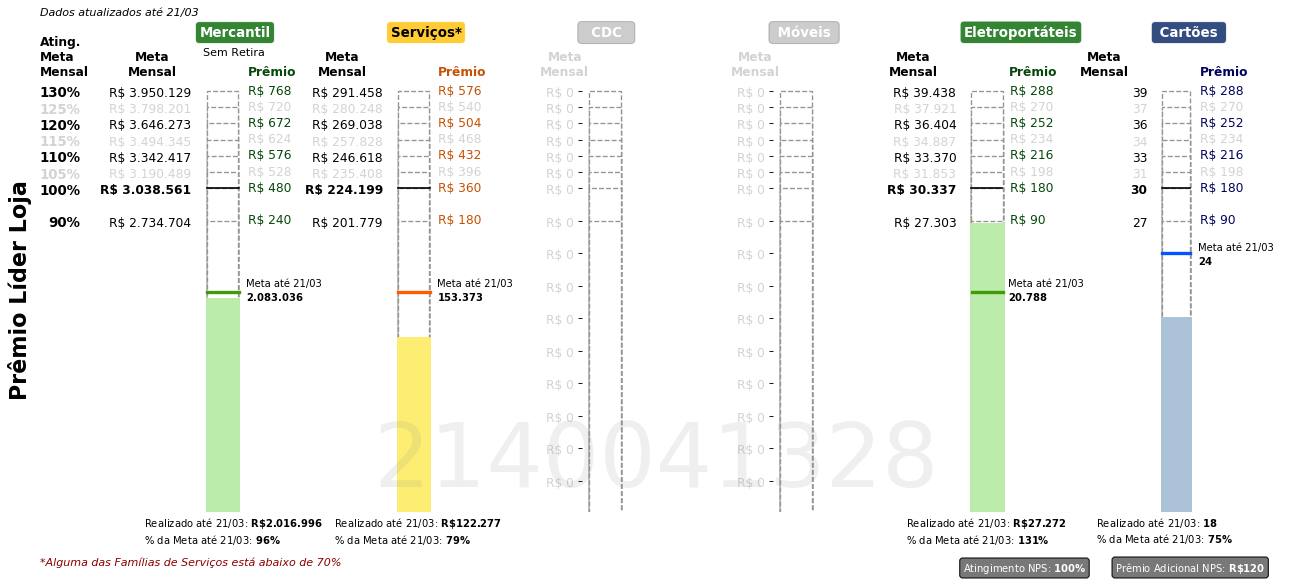 Dados atualizados até 21/03
Mercantil Serviços* CDC Móveis Eletroportáteis Cartões
Sem Retira
Ating. Meta Mensal
Meta Mensal Prêmio Meta Mensal Prêmio Meta Mensal Meta Mensal Meta Mensal Prêmio Meta Mensal Prêmio
130% R$ 3.950.129 R$ 768 R$ 291.458 R$ 576 R$ 0 R$ 0 R$ 39.438 R$ 288 39 R$ 288
125% R$ 3.798.201 R$ 720 R$ 280.248 R$ 540 R$ 0 R$ 0 R$ 37.921 R$ 270 37 R$ 270
120% R$ 3.646.273 R$ 672 R$ 269.038 R$ 504 R$ 0 R$ 0 R$ 36.404 R$ 252 36 R$ 252
115% R$ 3.494.345 R$ 624 R$ 257.828 R$ 468 R$ 0 R$ 0 R$ 34.887 R$ 234 34 R$ 234
110% R$ 3.342.417 R$ 576 R$ 246.618 R$ 432 R$ 0 R$ 0 R$ 33.370 R$ 216 33 R$ 216
105% R$ 3.190.489 R$ 528 R$ 235.408 R$ 396 R$ 0 R$ 0 R$ 31.853 R$ 198 31 R$ 198
100% R$ 3.038.561 R$ 480 R$ 224.199 R$ 360 R$ 0 R$ 0 R$ 30.337 R$ 180 30 R$ 180
90% R$ 2.734.704 R$ 240 R$ 201.779 R$ 180 R$ 0 R$ 0 R$ 27.303 R$ 90 27 R$ 90
R$ 0 R$ 0 Meta até 21/03
24
R$ 0 R$ 0
Meta até 21/03 Meta até 21/03 Meta até 21/03
2.083.036 153.373 20.788
R$ 0 R$ 0
R$ 0 R$ 0
R$ 0 R$ 0
R$ 0 R$ 0
R$ 0 R$ 0
R$ 0 R$ 0
Prêmio Líder Loja
2140041328
Realizado até 21/03: R$2.016.996 Realizado até 21/03: R$122.277 Realizado até 21/03: R$27.272 Realizado até 21/03: 18
% da Meta até 21/03: 96% % da Meta até 21/03: 79% % da Meta até 21/03: 131% % da Meta até 21/03: 75%
*Alguma das Famílias de Serviços está abaixo de 70%
Atingimento NPS: 100% Prêmio Adicional NPS: R$120